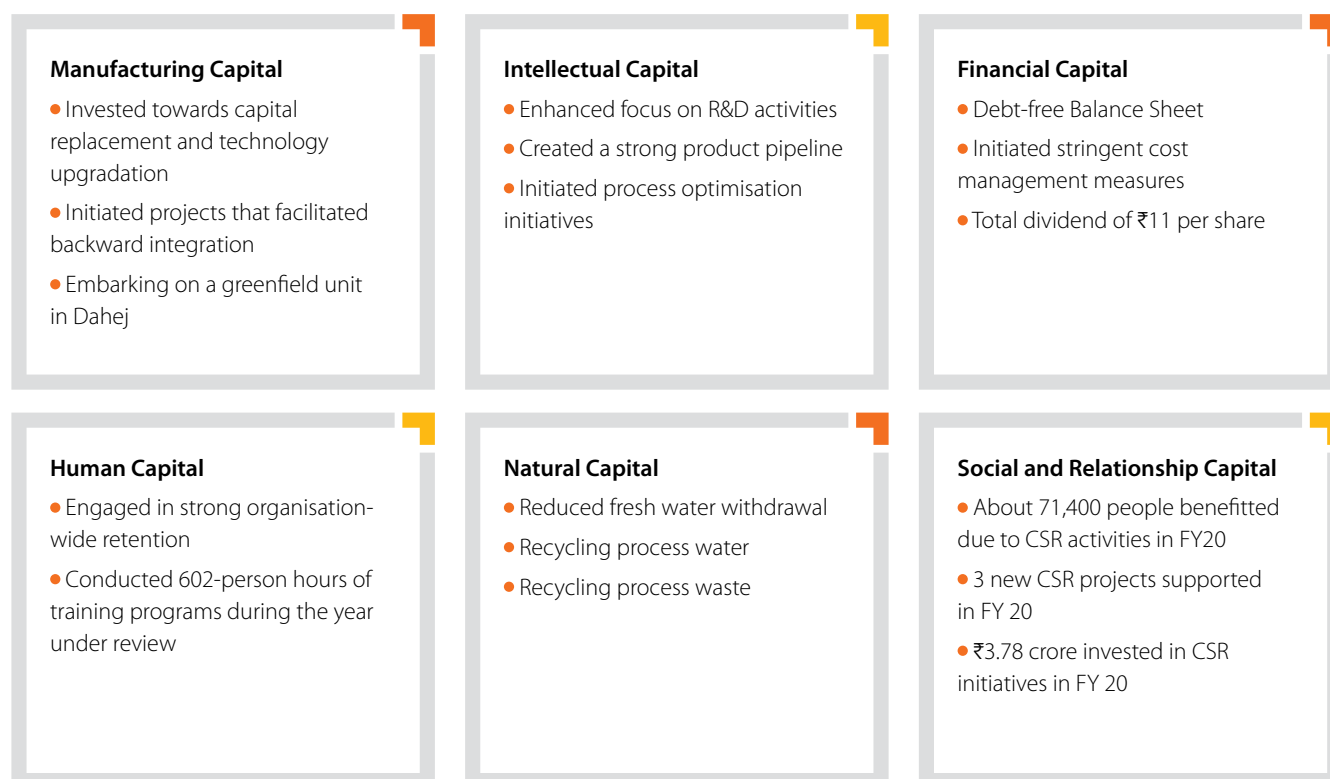 Manufacturing Capital
● Invested towards capital
replacement and technology
upgradation
● Initiated projects that facilitated
backward integration
● Embarking on a greenfield unit
in Dahej
Intellectual Capital
● Enhanced focus on R&D activities
● Created a strong product pipeline
● Initiated process optimisation
initiatives
Financial Capital
● Debt-free Balance Sheet
● Initiated stringent cost
management measures
● Total dividend of ₹11 per share
Human Capital
● Engaged in strong organisation-
wide retention
● Conducted 602-person hours of
training programs during the year
under review
Natural Capital
● Reduced fresh water withdrawal
● Recycling process water
● Recycling process waste
Social and Relationship Capital
● About 71,400 people benefitted
due to CSR activities in FY20
● 3 new CSR projects supported
in FY 20
● ₹3.78 crore invested in CSR
initiatives in FY 20